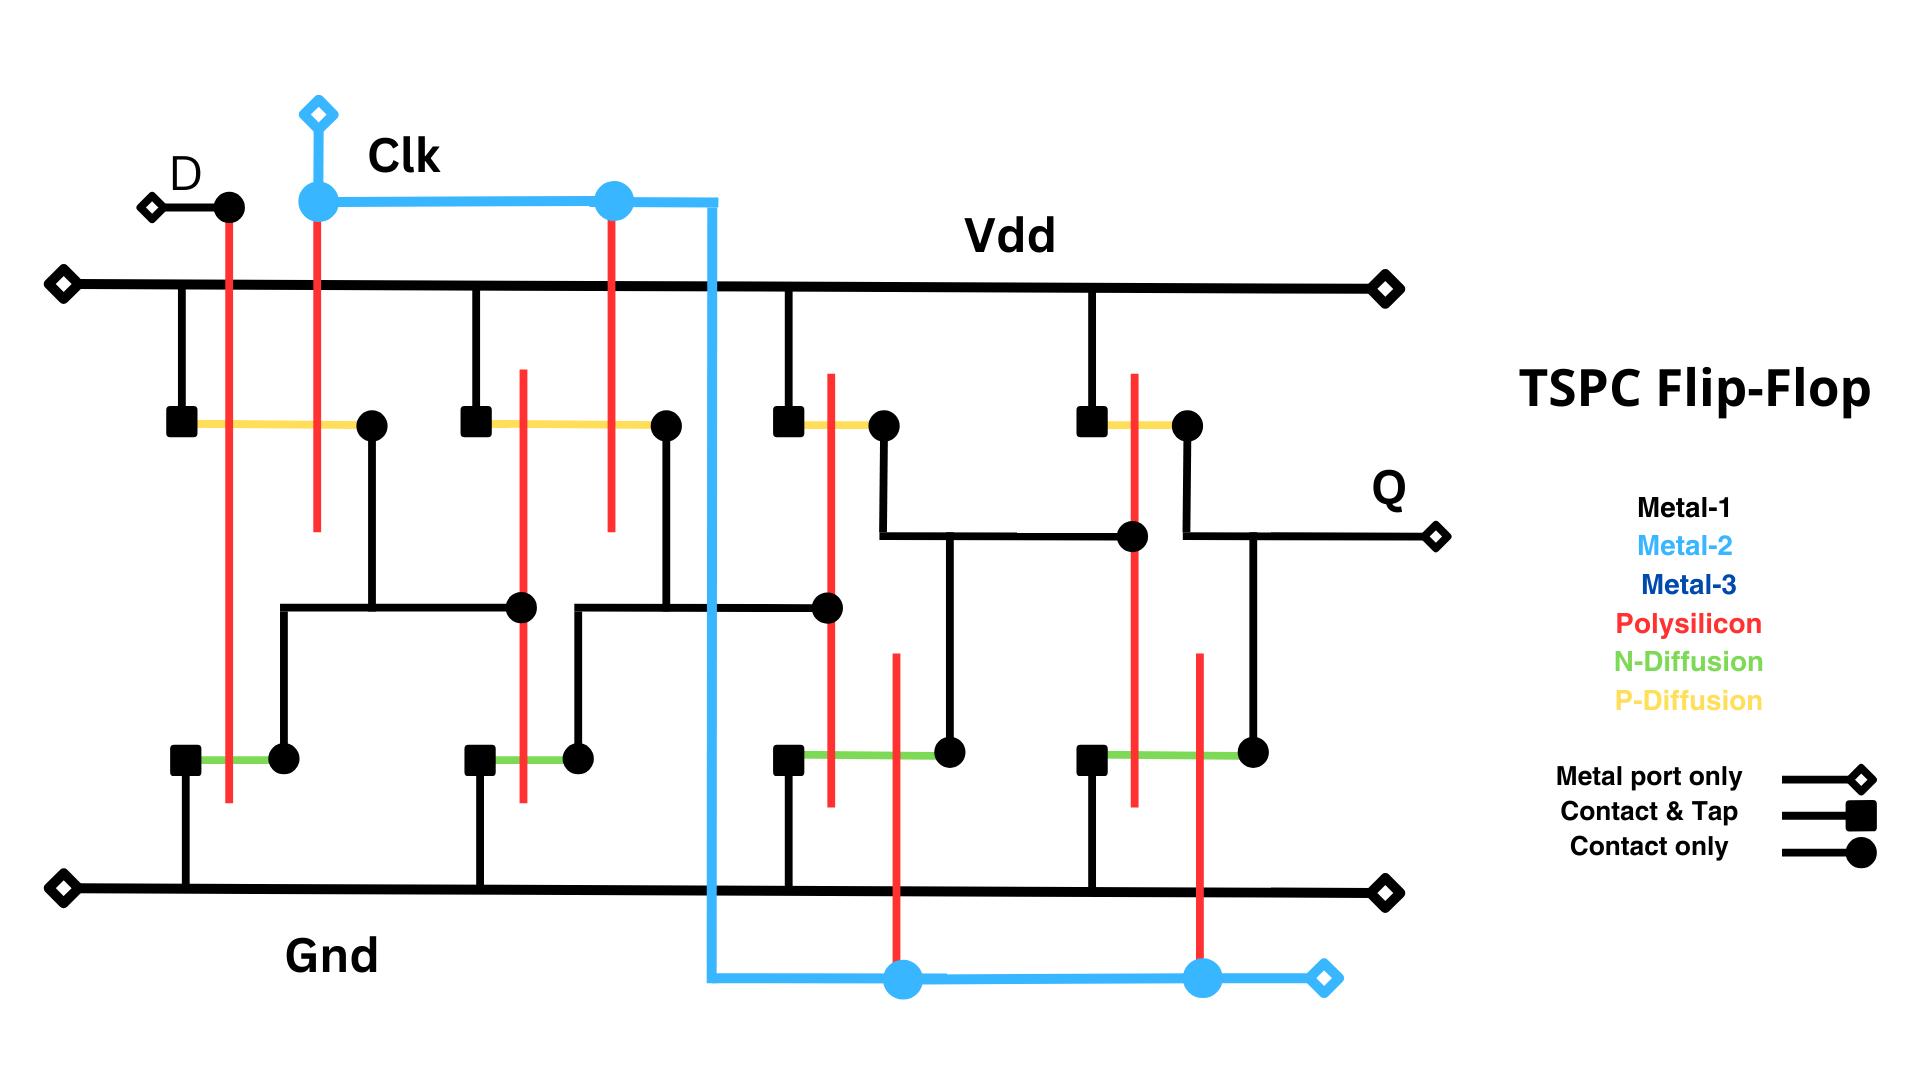 D
Clk
Vdd
TSPC Flip-Flop
Q
Metal-1
Metal-2
Metal-3
Polysilicon
N-Diffusion
P-Diffusion
Metal port only
Contact & Tap
Contact only
Gnd